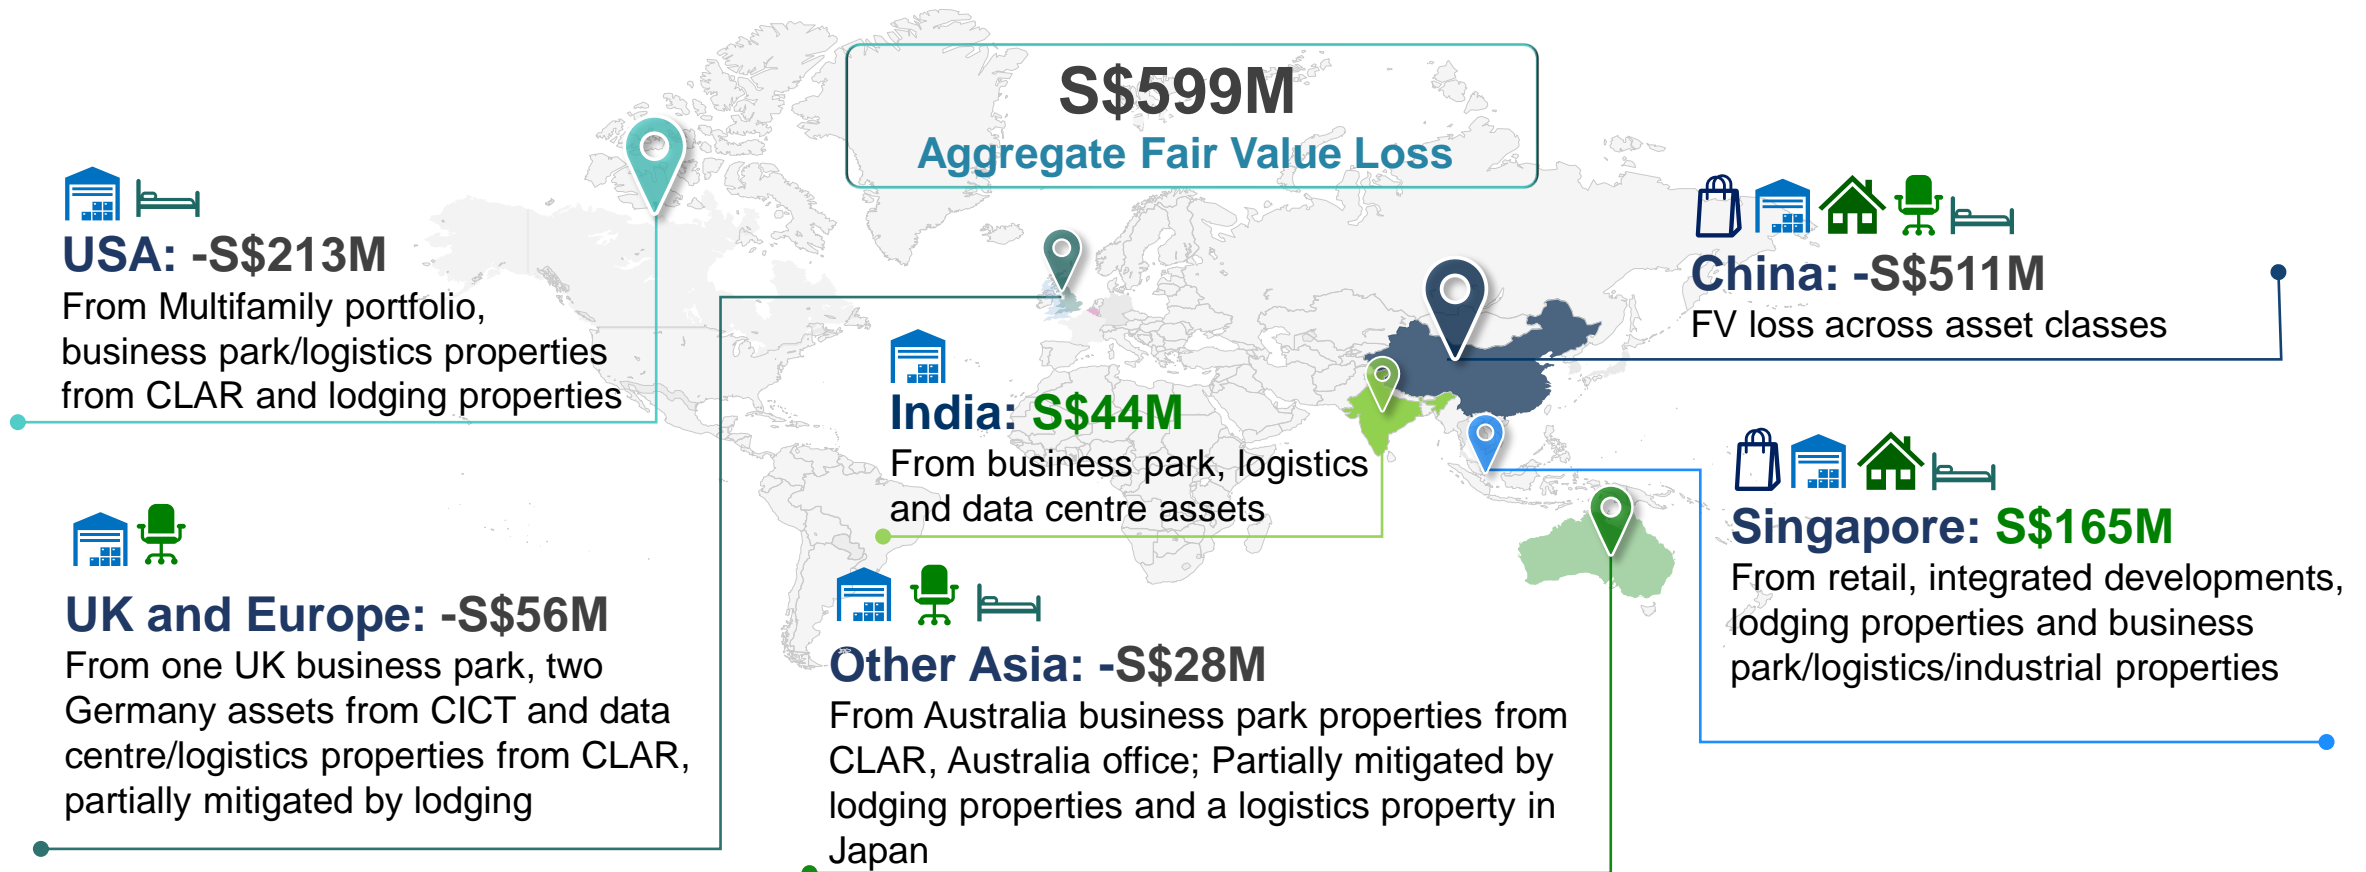 S$599M
Aggregate Fair Value Loss
USA: -S$213M
From Multifamily portfolio,
business park/logistics properties
from CLAR and lodging properties
China: -S$511M
FV loss across asset classes
India: S$44M
From business park, logistics
and data centre assets
Singapore: S$165M
From retail, integrated developments,
lodging properties and business
park/logistics/industrial properties
UK and Europe: -S$56M
From one UK business park, two
Germany assets from CICT and data
centre/logistics properties from CLAR,
partially mitigated by lodging
Other Asia: -S$28M
From Australia business park properties from
CLAR, Australia office; Partially mitigated by
lodging properties and a logistics property in
Japan